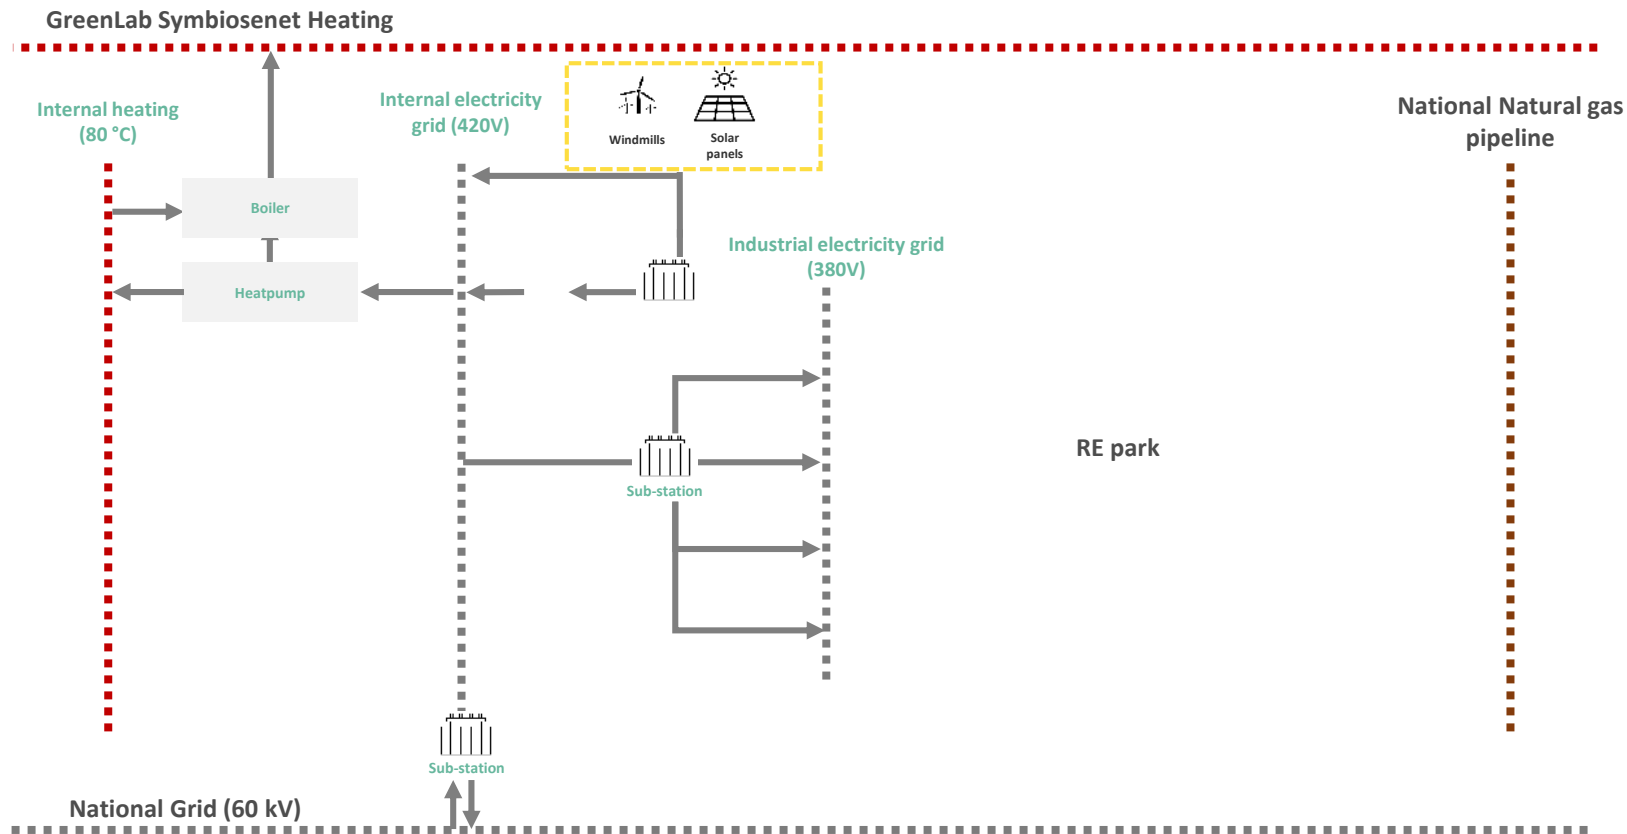 GreenLab Symbiosenet Heating
Internal heating
(80 °C)
Internal electricity
grid (420V)
Windmills
Solar
panels
National Natural gas
pipeline
Boiler
Industrial electricity grid
(380V)
Heatpump
RE park
Sub-station
Sub-station
National Grid (60 kV)